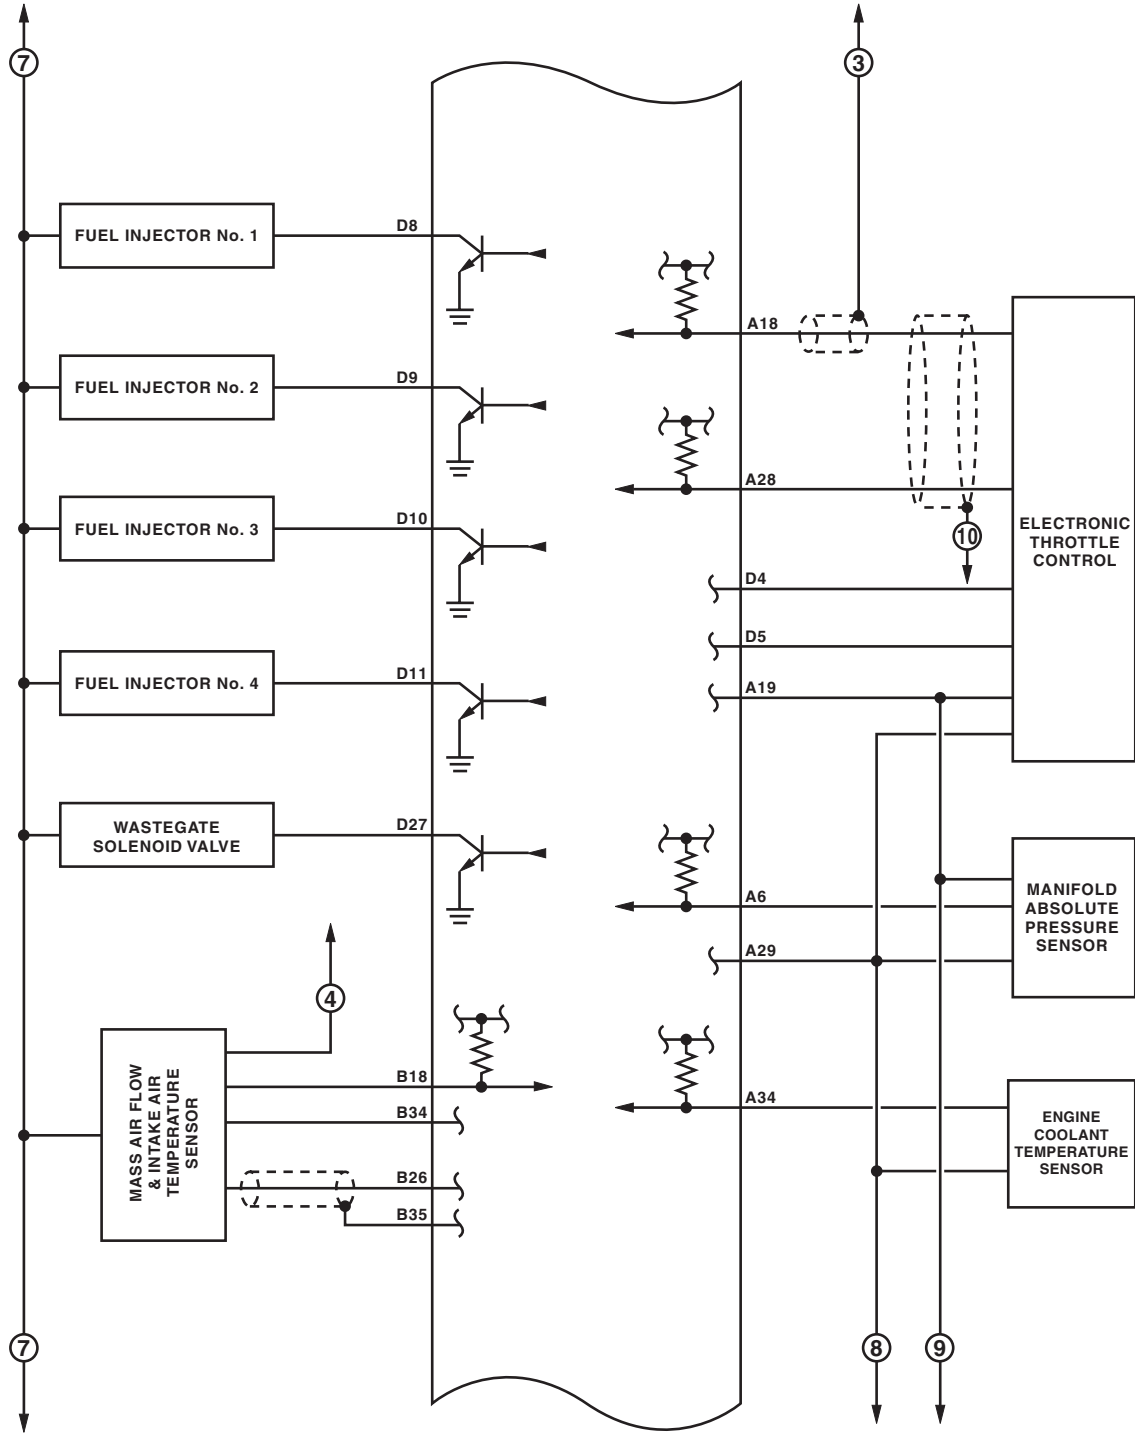 7
3
FUEL INJECTOR No. 1
D8
A18
FUEL INJECTOR No. 2
D9
A28
FUEL INJECTOR No. 3
D10
10
ELECTRONIC
THROTTLE
CONTROL
D4
D5
FUEL INJECTOR No. 4
D11
A19
WASTEGATE
SOLENOID VALVE
D27
A6
A29
MANIFOLD
ABSOLUTE
PRESSURE
SENSOR
4
MASS AIR FLOW
& INTAKE AIR
TEMPERATURE
SENSOR
B18
B34
B26
B35
A34
ENGINE
COOLANT
TEMPERATURE
SENSOR
7
8
9